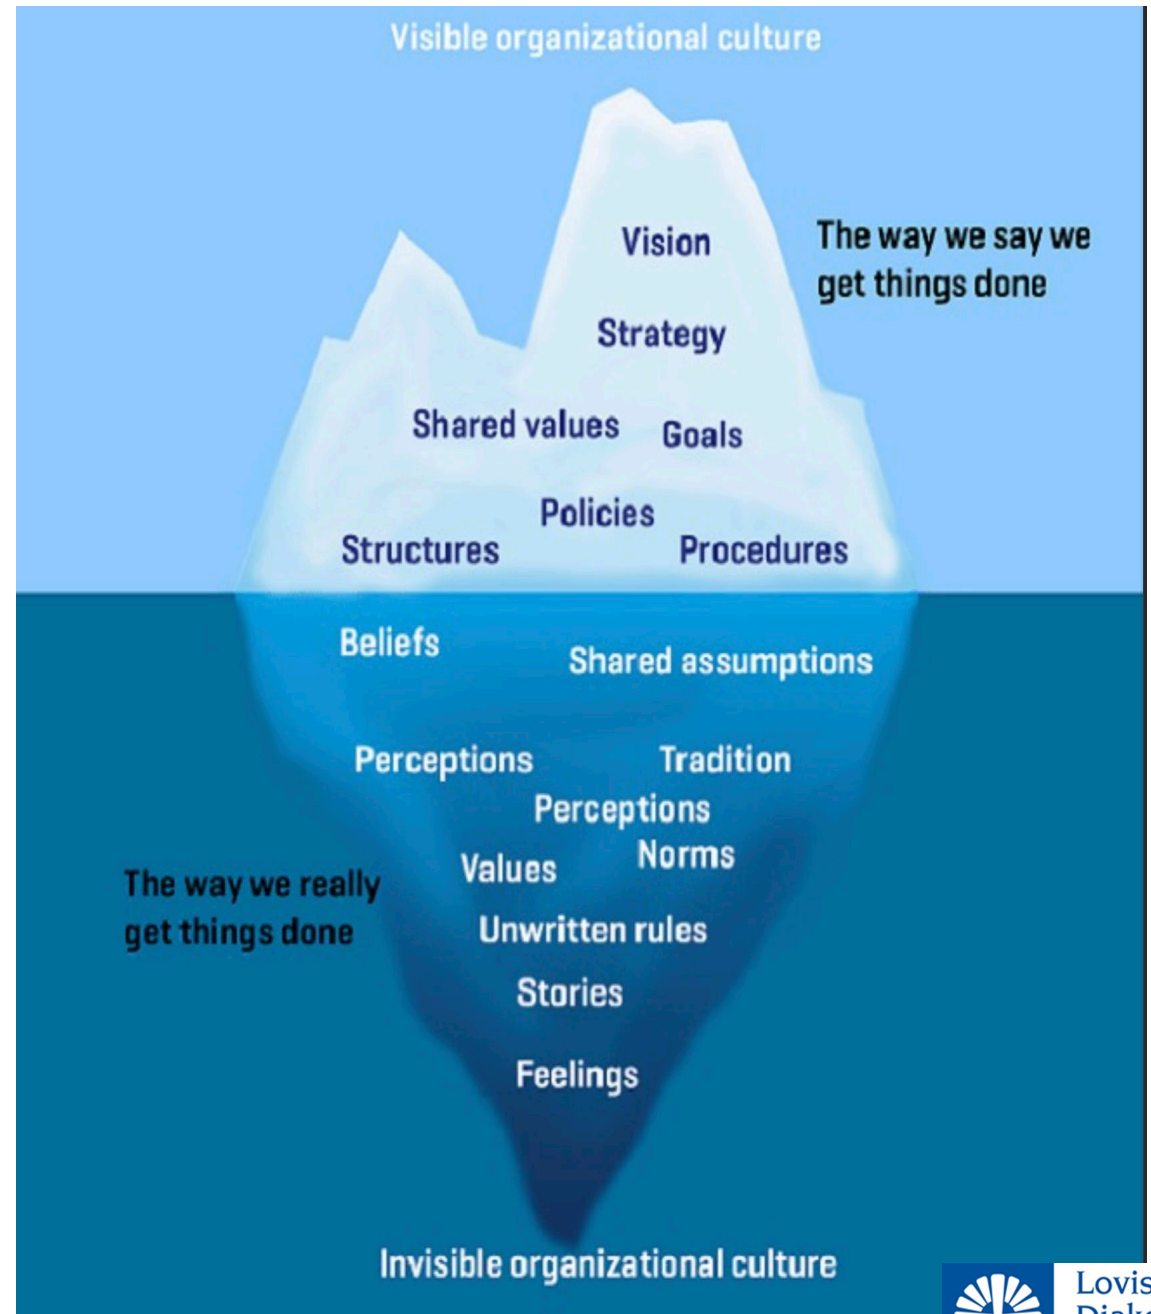 Visible organizational culture
Vision
The way we say we
get things done
Strategy
Shared values
Goals
Policies
Structures
Procedures
Beliefs
Shared assumptions
Perceptions
Tradition
Perceptions
Norms
Values
The way we really
get things done
Unwritten rules
Stories
Feelings
Invisible organizational culture
Lovis